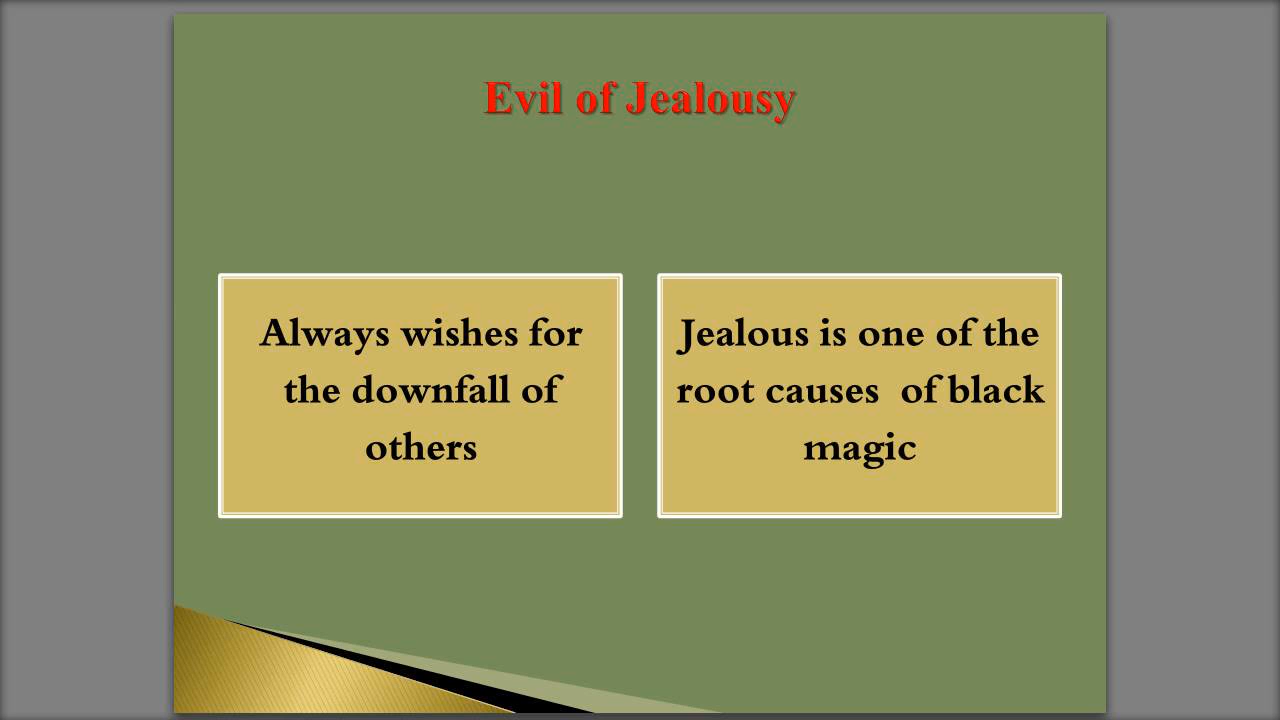 Evil of Jealousy
Always wishes for
the downfall of
others
Jealous is one of the
root causes  of black
magic